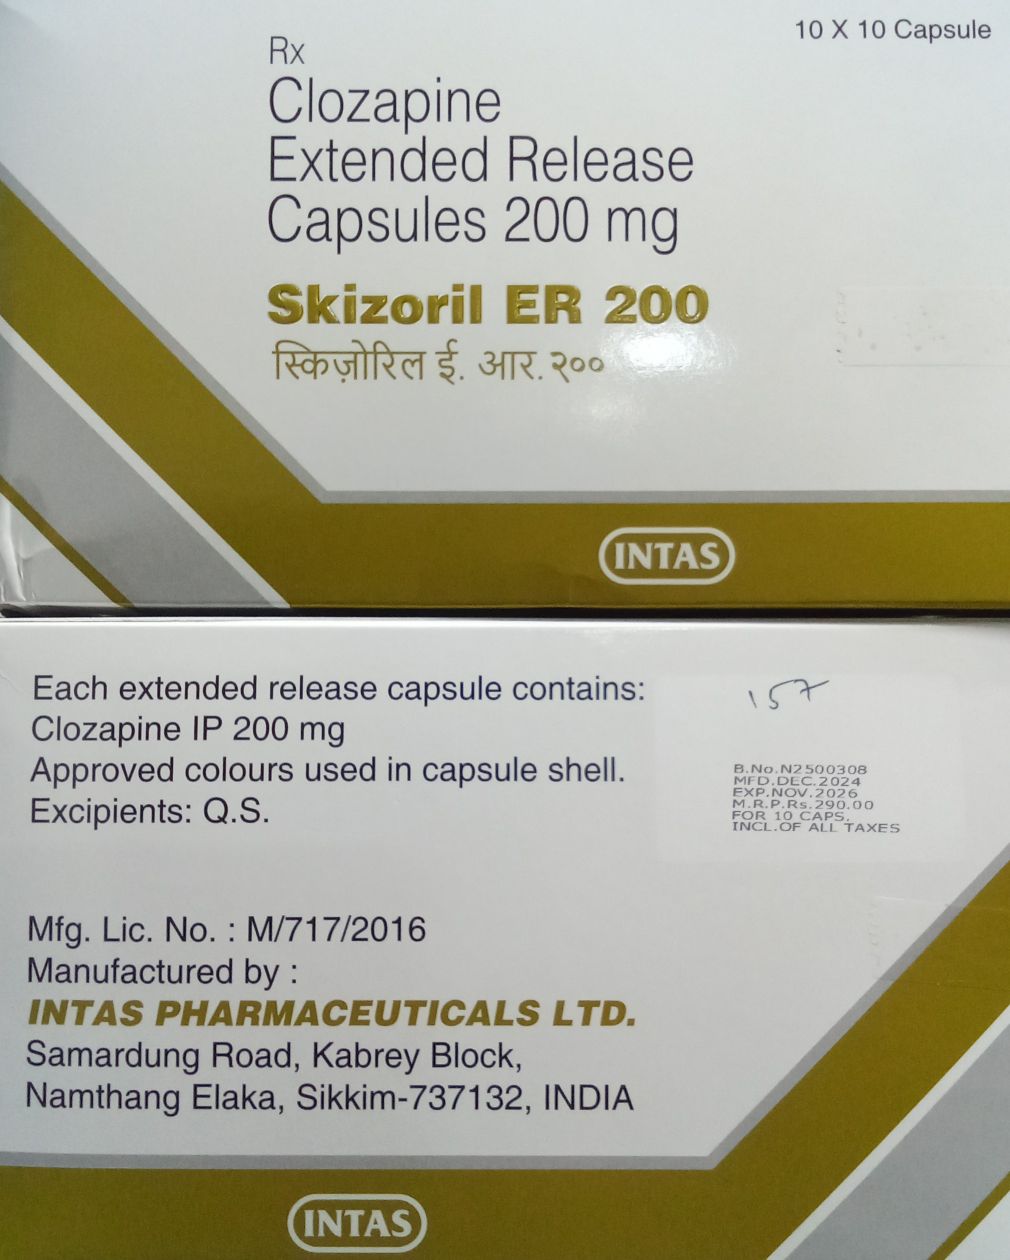 10 X 10 Capsule
Rx
Clozapine
Extended Release
Capsules 200 mg
Skizoril ER 200
स्किज़ोरिल ई. आर. २००
INTAS
Each extended release capsule contains:
Clozapine IP 200 mg
Approved colours used in capsule shell.
Excipients: Q.S.
157
B.No.N2500308
MFD.DEC.2024
EXP.NOV.2026
M.R.P.Rs.290.00
FOR 10 CAPS.
INCL.OF ALL TAXES
Mfg. Lic. No. : M/717/2016
Manufactured by :
INTAS PHARMACEUTICALS LTD.
Samardung Road, Kabrey Block,
Namthang Elaka, Sikkim-737132, INDIA
INTAS